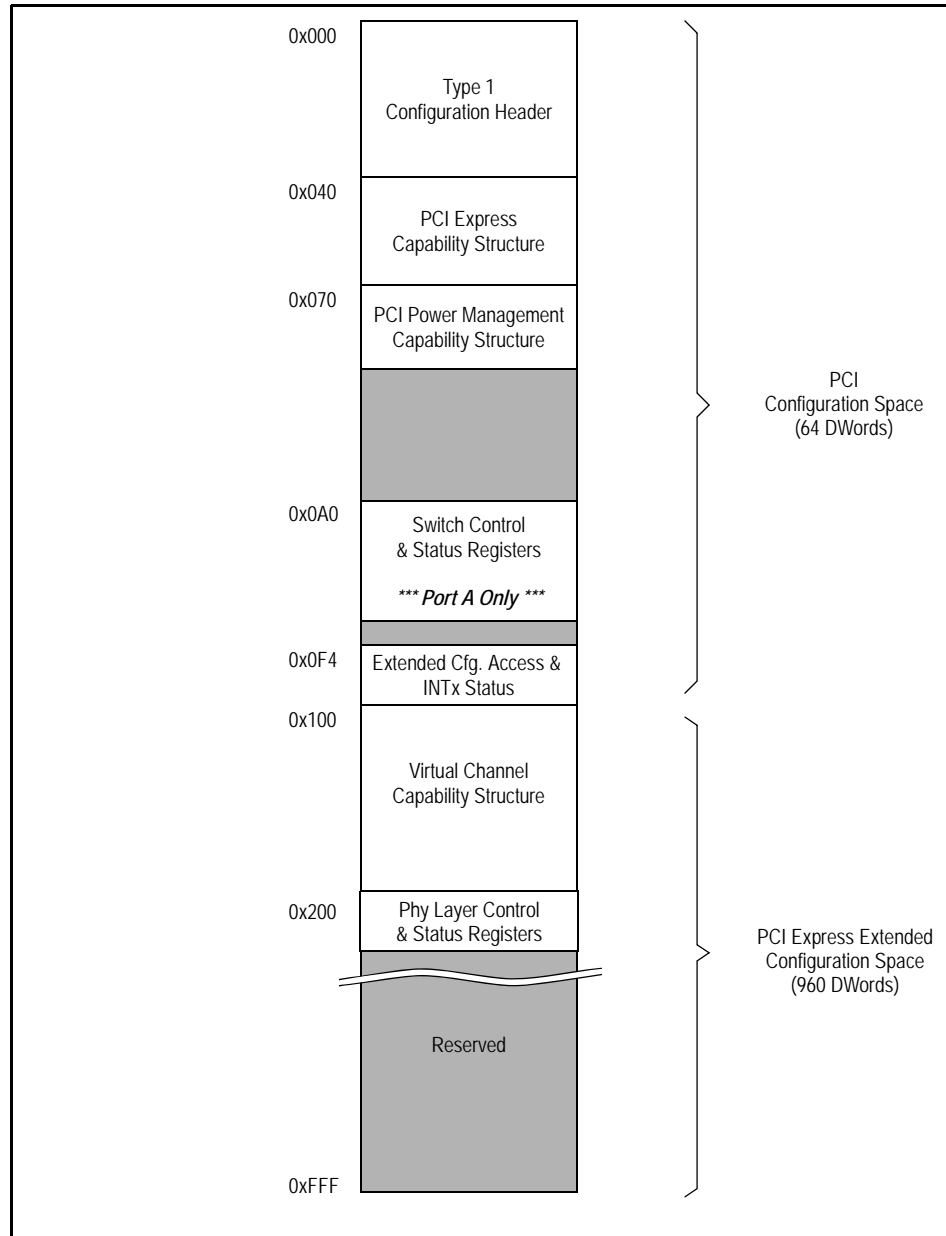 0x000
Type 1
Configuration Header
0x040
PCI Express
Capability Structure
0x070
PCI Power Management
Capability Structure
PCI
Configuration Space
(64 DWords)
0x0A0
Switch Control
& Status Registers
*** Port A Only ***
0x0F4
Extended Cfg. Access &
INTx Status
0x100
Virtual Channel
Capability Structure
0x200
Phy Layer Control
& Status Registers
PCI Express Extended
Configuration Space
(960 DWords)
Reserved
0xFFF